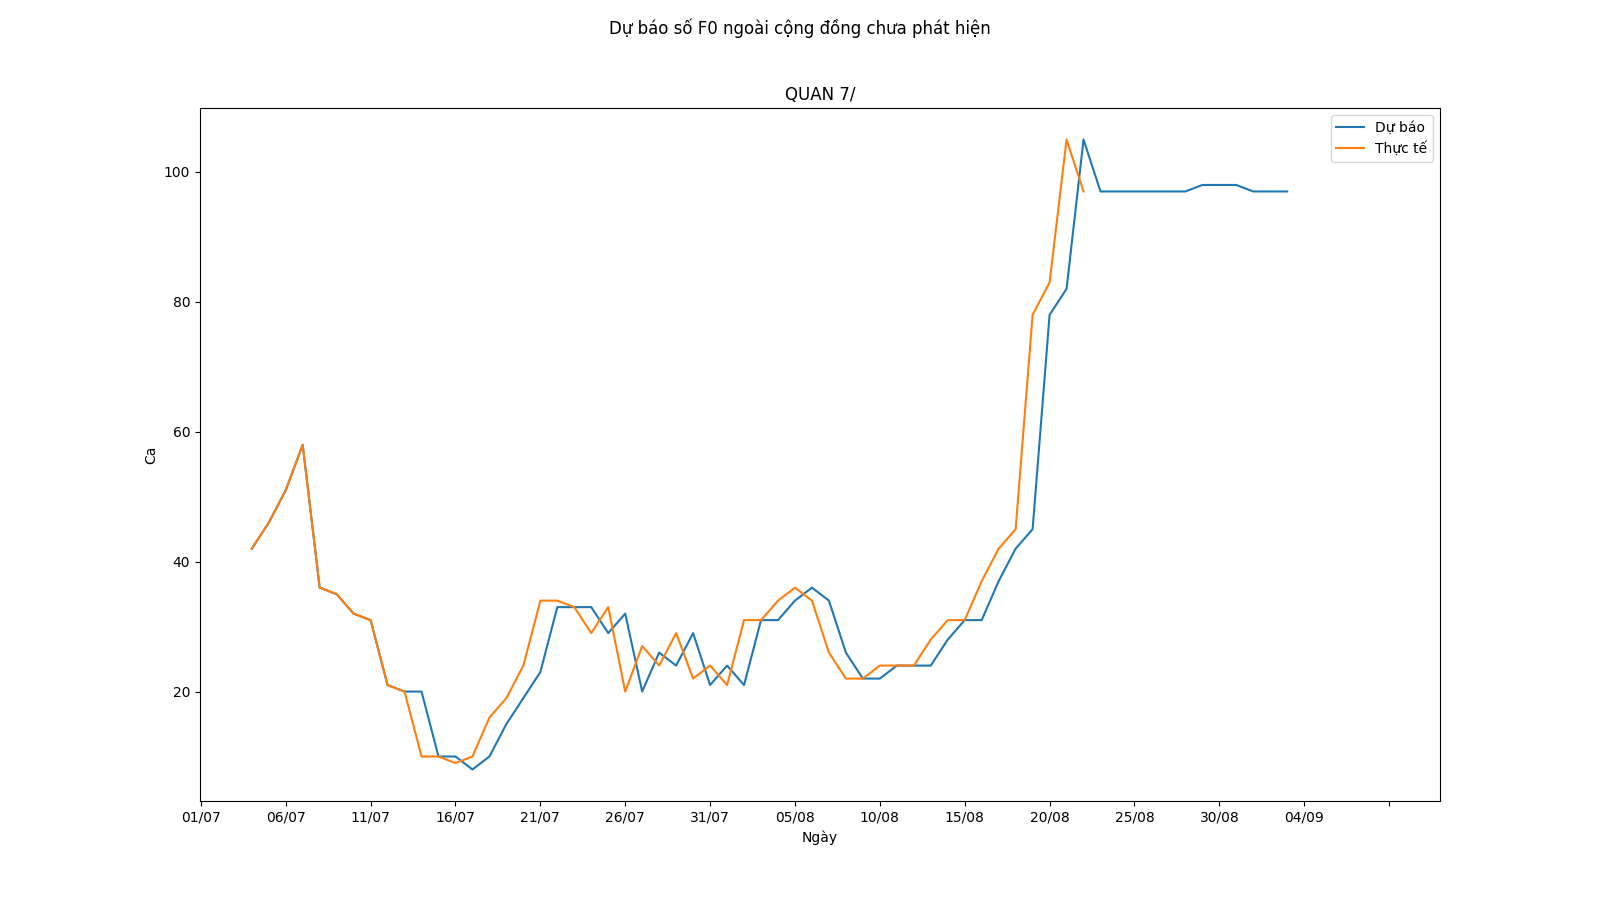 Dự báo số F0 ngoài cộng đồng chưa phát hiện
QUAN 7/
Dự báo
Thực tế
100
80
60
40
20
Ca
01/07 06/07 11/07 16/07 21/07 26/07 31/07 05/08 10/08 15/08 20/08 25/08 30/08 04/09
Ngày